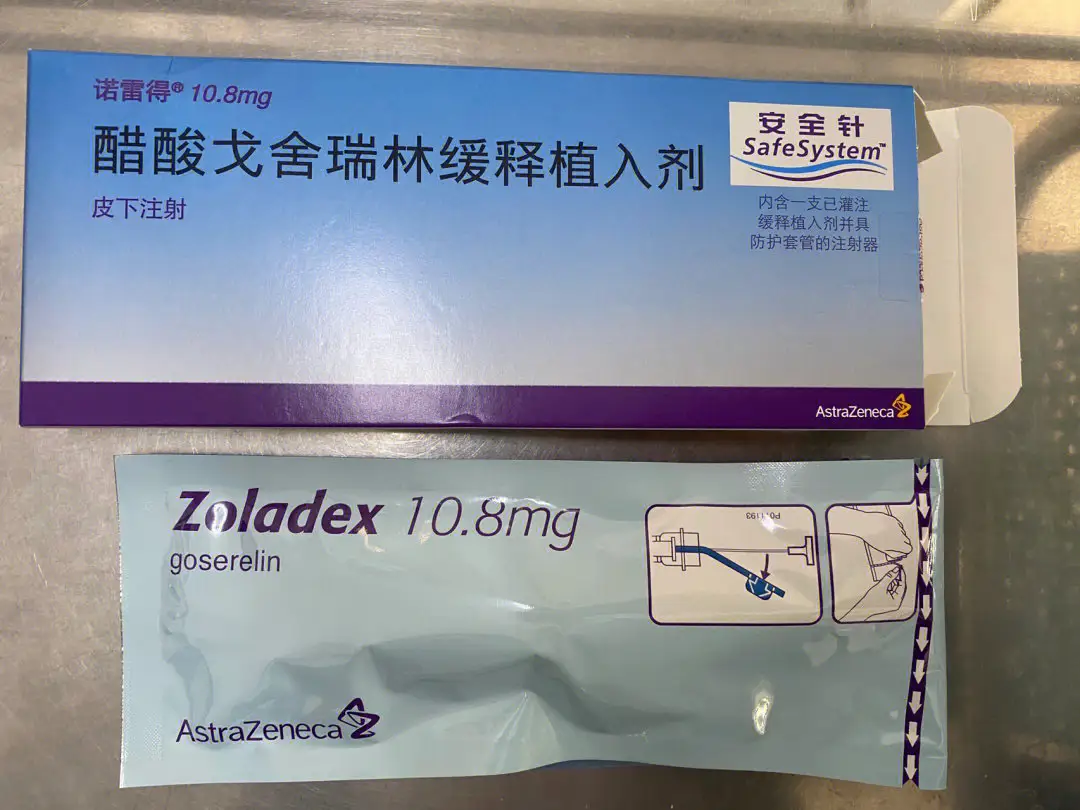 诺雷得® 10.8mg
醋酸戈舍瑞林缓释植入剂
皮下注射
安全针
SafeSystem™
内含一支已灌注
缓释植入剂并具
防护套管的注射器
AstraZeneca
Zoladex 10.8mg
goserelin
AstraZeneca